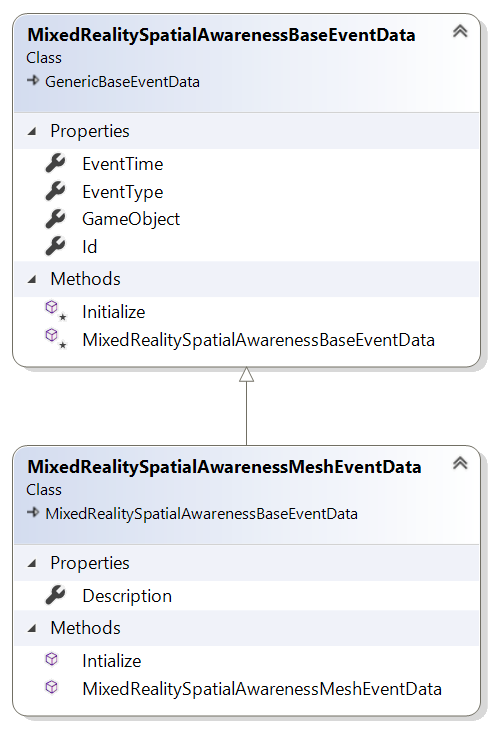 MixedRealitySpatialAwarenessBaseEventData
Class
GenericBaseEventData
Properties
EventTime
EventType
GameObject
Id
Methods
Initialize
MixedRealitySpatialAwarenessBaseEventData
MixedRealitySpatialAwarenessMeshEventData
Class
MixedRealitySpatialAwarenessBaseEventData
Properties
Description
Methods
Intialize
MixedRealitySpatialAwarenessMeshEventData